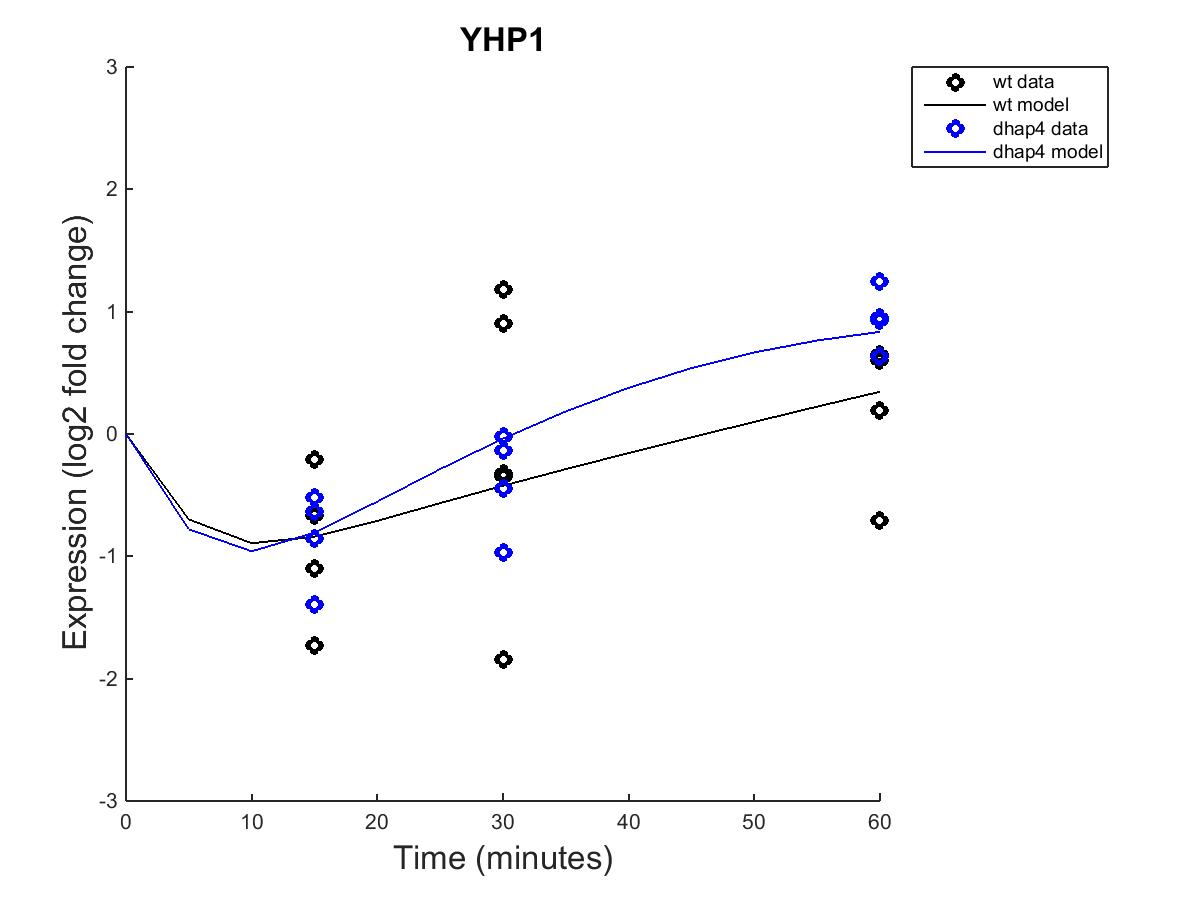 YHP1
3
2
1
0
-1
-2
-3
Expression (log2 fold change)
0 10 20 30 40 50 60
Time (minutes)
wt data
wt model
dhap4 data
dhap4 model